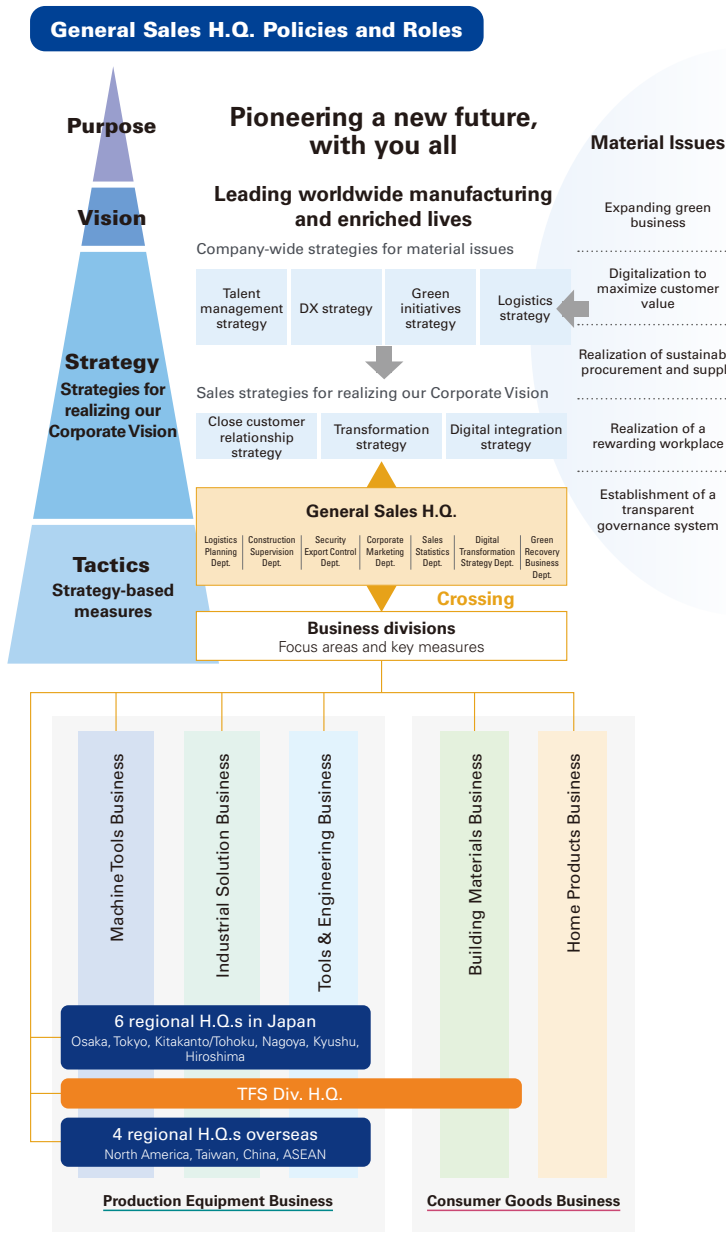 General Sales H.Q. Policies and Roles
Purpose
Pioneering a new future,
with you all
Vision
Leading worldwide manufacturing
and enriched lives
Company-wide strategies for material issues
Talent
management
strategy
DX strategy
Green
initiatives
strategy
Logistics
strategy
Strategy
Strategies for
realizing our
Corporate Vision
Sales strategies for realizing our Corporate Vision
Close customer
relationship
strategy
Transformation
strategy
Digital integration
strategy
Material Issues
Expanding green
business
Digitalization to
maximize customer
value
Realization of sustainab
procurement and suppl
Realization of a
rewarding workplace
Establishment of a
transparent
governance system
Tactics
Strategy-based
measures
General Sales H.Q.
Logistics
Planning
Dept.
Construction
Supervision
Dept.
Security
Export Control
Dept.
Corporate
Marketing
Dept.
Sales
Statistics
Dept.
Digital
Transformation
Strategy Dept.
Green
Recovery
Business
Dept.
Crossing
Business divisions
Focus areas and key measures
Machine Tools Business
Industrial Solution Business
Tools & Engineering Business
Building Materials Business
Home Products Business
6 regional H.Q.s in Japan
Osaka, Tokyo, Kitakanto/Tohoku, Nagoya, Kyushu,
Hiroshima
TFS Div. H.Q.
4 regional H.Q.s overseas
North America, Taiwan, China, ASEAN
Production Equipment Business
Consumer Goods Business